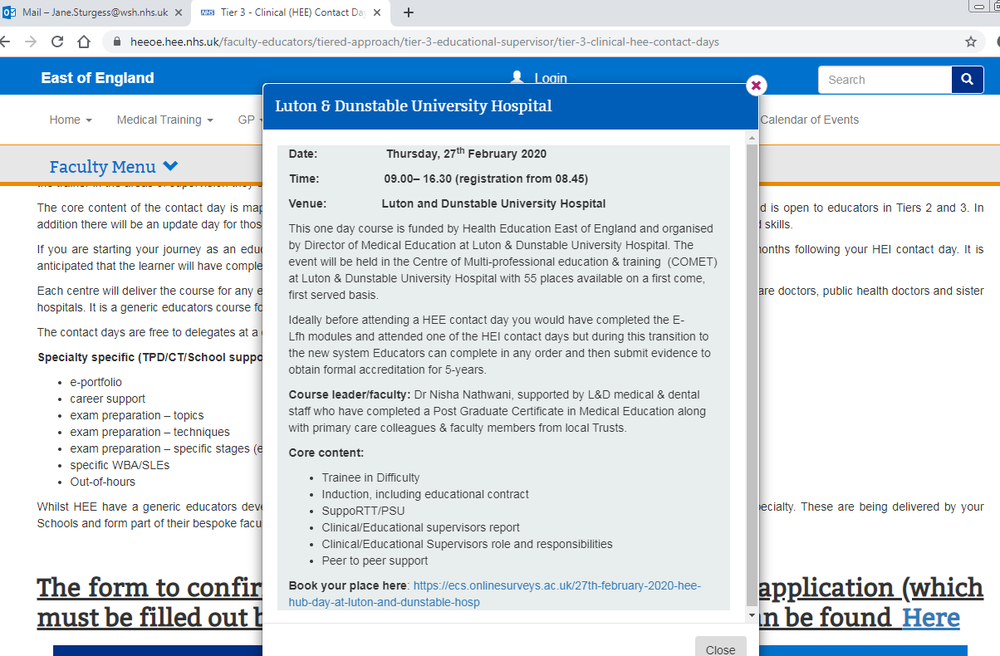 Mail – Jane.Sturgess@wsh.nhs.uk
NHS Tier 3 - Clinical (HEE) Contact Da
heeoe.hee.nhs.uk/faculty-educators/tiered-approach/tier-3-educational-supervisor/tier-3-clinical-hee-contact-days
East of England
Login
Search
Home
Medical Training
GP
Calendar of Events
Faculty Menu
Luton & Dunstable University Hospital
Date: Thursday, 27th February 2020
Time: 09.00– 16.30 (registration from 08.45)
Venue: Luton and Dunstable University Hospital
This one day course is funded by Health Education East of England and organised
by Director of Medical Education at Luton & Dunstable University Hospital. The
event will be held in the Centre of Multi-professional education & training (COMET)
at Luton & Dunstable University Hospital with 55 places available on a first come,
first served basis.
Ideally before attending a HEE contact day you would have completed the E-
Lfh modules and attended one of the HEI contact days but during this transition to
the new system Educators can complete in any order and then submit evidence to
obtain formal accreditation for 5-years.
Course leader/faculty: Dr Nisha Nathwani, supported by L&D medical & dental
staff who have completed a Post Graduate Certificate in Medical Education along
with primary care colleagues & faculty members from local Trusts.
Core content:
Trainee in Difficulty
Induction, including educational contract
SuppoRTT/PSU
Clinical/Educational supervisors report
Clinical/Educational Supervisors role and responsibilities
Peer to peer support
Book your place here: https://ecs.onlinesurveys.ac.uk/27th-february-2020-hee-
hub-day-at-luton-and-dunstable-hosp
Close
the trainer in the areas of supervision they
The core content of the contact day is map
d is open to educators in Tiers 2 and 3. In
addition there will be an update day for thos
skills.
If you are starting your journey as an edu
onths following your HEI contact day. It is
anticipated that the learner will have comple
Each centre will deliver the course for any e
are doctors, public health doctors and sister
hospitals. It is a generic educators course fo
The contact days are free to delegates at a
Specialty specific (TPD/CT/School suppo
e-portfolio
career support
exam preparation – topics
exam preparation – techniques
exam preparation – specific stages (e
specific WBA/SLEs
Out-of-hours
Whilst HEE have a generic educators deve
pecialty. These are being delivered by your
Schools and form part of their bespoke facu
The form to confir
application (which
must be filled out b
n be found Here